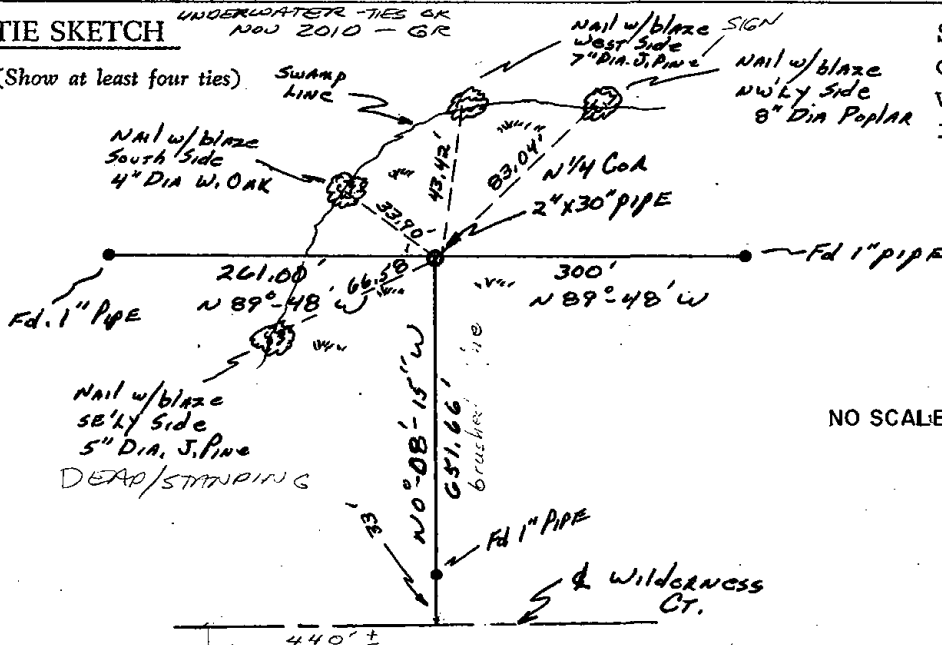 TIE SKETCH
UNDERWATER - TIES OK
NOV 2010 - GR
(Show at least four ties)
SWAMP
LINE
NAIL w/blaze
West Side
7" DIA. J. PINE
SIGN
NAIL w/blaze
NW'LY Side
8" DIA POPLAR
NAIL w/blaze
South Side
4" DIA W. OAK
43.42'
83.04'
33.90'
N 1/4 COR
2" X 30" PIPE
Fd. 1" PIPE
261.00'
N 89°-48' W
66.58'
300'
N 89°-48' W
Fd 1" PIPE
NAIL w/blaze
SE'LY Side
5" DIA. J. PINE
DEAD/STANDING
N 0°-08'-15" W
651.66'
brushed line
NO SCALE
33'
Fd 1" PIPE
℄ WILDERNESS
CT.
440' ±